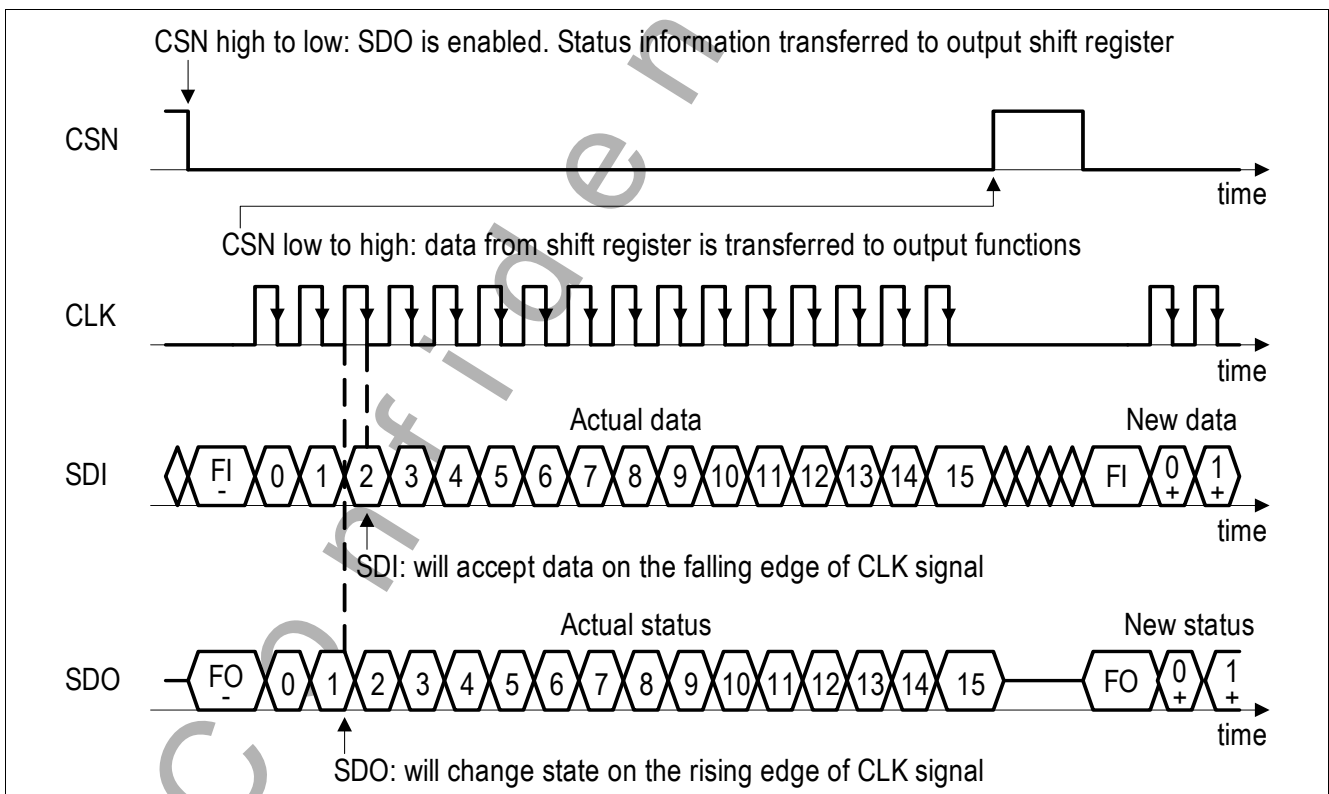 CSN high to low: SDO is enabled. Status information transferred to output shift register
CSN
time
CSN low to high: data from shift register is transferred to output functions
CLK
time
Actual data
New data
SDI
FI
-
0 1 2 3 4 5 6 7 8 9 10 11 12 13 14 15
FI
0
+
1
+
time
SDI: will accept data on the falling edge of CLK signal
Actual status
New status
SDO
FO
-
0 1 2 3 4 5 6 7 8 9 10 11 12 13 14 15
FO
0
+
1
+
time
SDO: will change state on the rising edge of CLK signal
Confiden